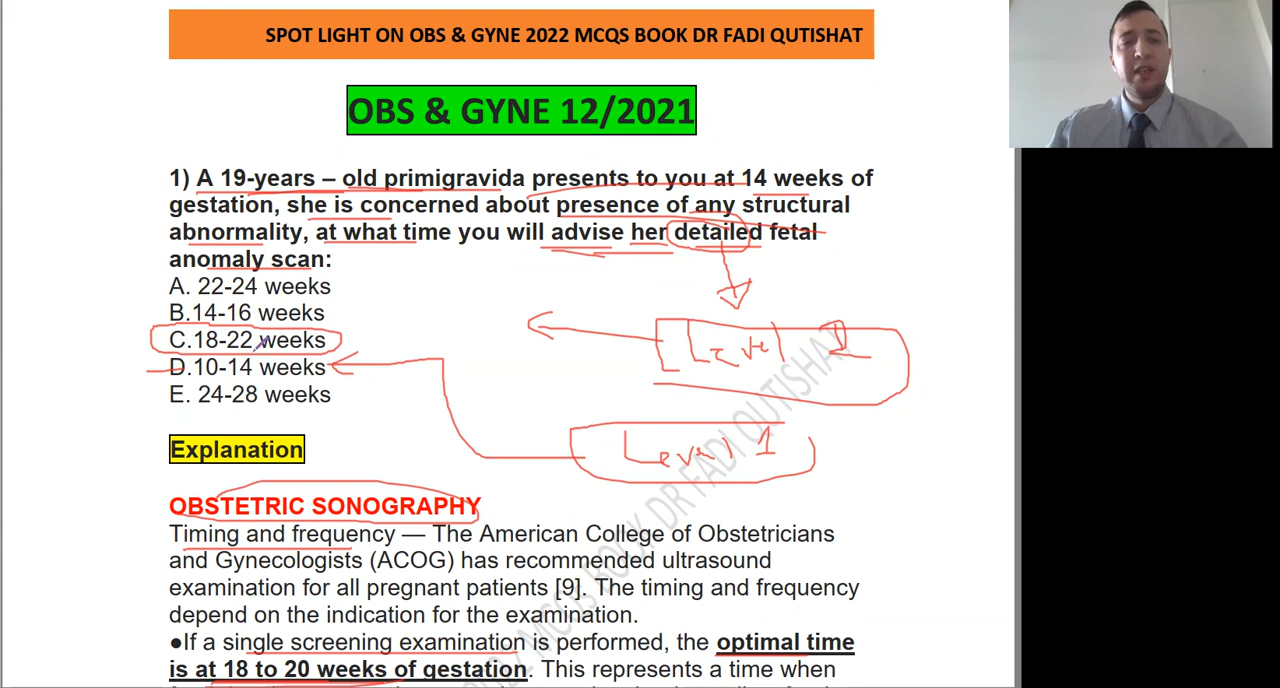 SPOT LIGHT ON OBS & GYNE 2022 MCQS BOOK DR FADI QUTISHAT
OBS & GYNE 12/2021
1) A 19-years – old primigravida presents to you at 14 weeks of
gestation, she is concerned about presence of any structural
abnormality, at what time you will advise her detailed fetal
anomaly scan:
A. 22-24 weeks
B.14-16 weeks
C.18-22 weeks
D.10-14 weeks
E. 24-28 weeks
Level 2
Level 1
Explanation
OBSTETRIC SONOGRAPHY
Timing and frequency — The American College of Obstetricians
and Gynecologists (ACOG) has recommended ultrasound
examination for all pregnant patients [9]. The timing and frequency
depend on the indication for the examination.
●If a single screening examination is performed, the optimal time
is at 18 to 20 weeks of gestation. This represents a time when